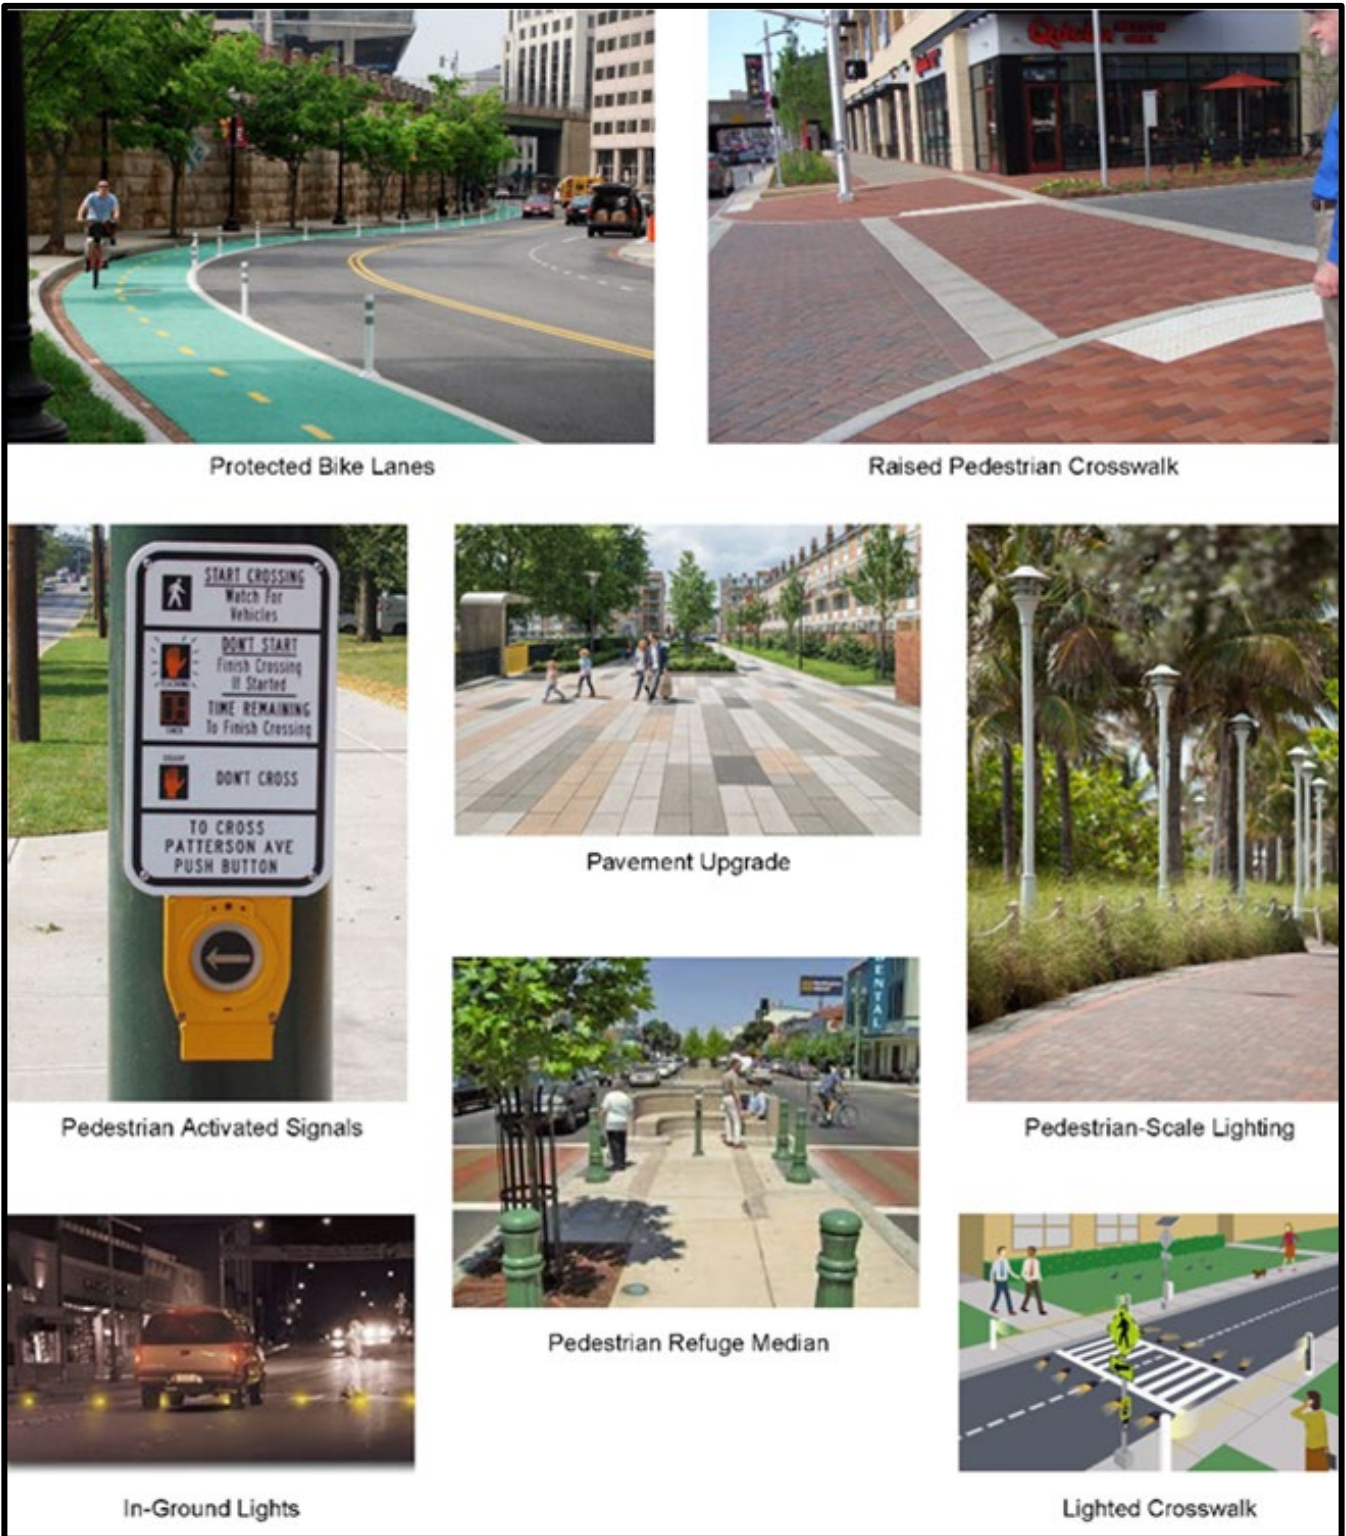 Qdoba
Protected Bike Lanes
Raised Pedestrian Crosswalk
START CROSSING
Watch For
Vehicles
DON'T START
Finish Crossing
If Started
TIME REMAINING
To Finish Crossing
DON'T CROSS
TO CROSS
PATTERSON AVE
PUSH BUTTON
Pavement Upgrade
Pedestrian Activated Signals
DENTAL
Pedestrian Refuge Median
Pedestrian-Scale Lighting
In-Ground Lights
Lighted Crosswalk